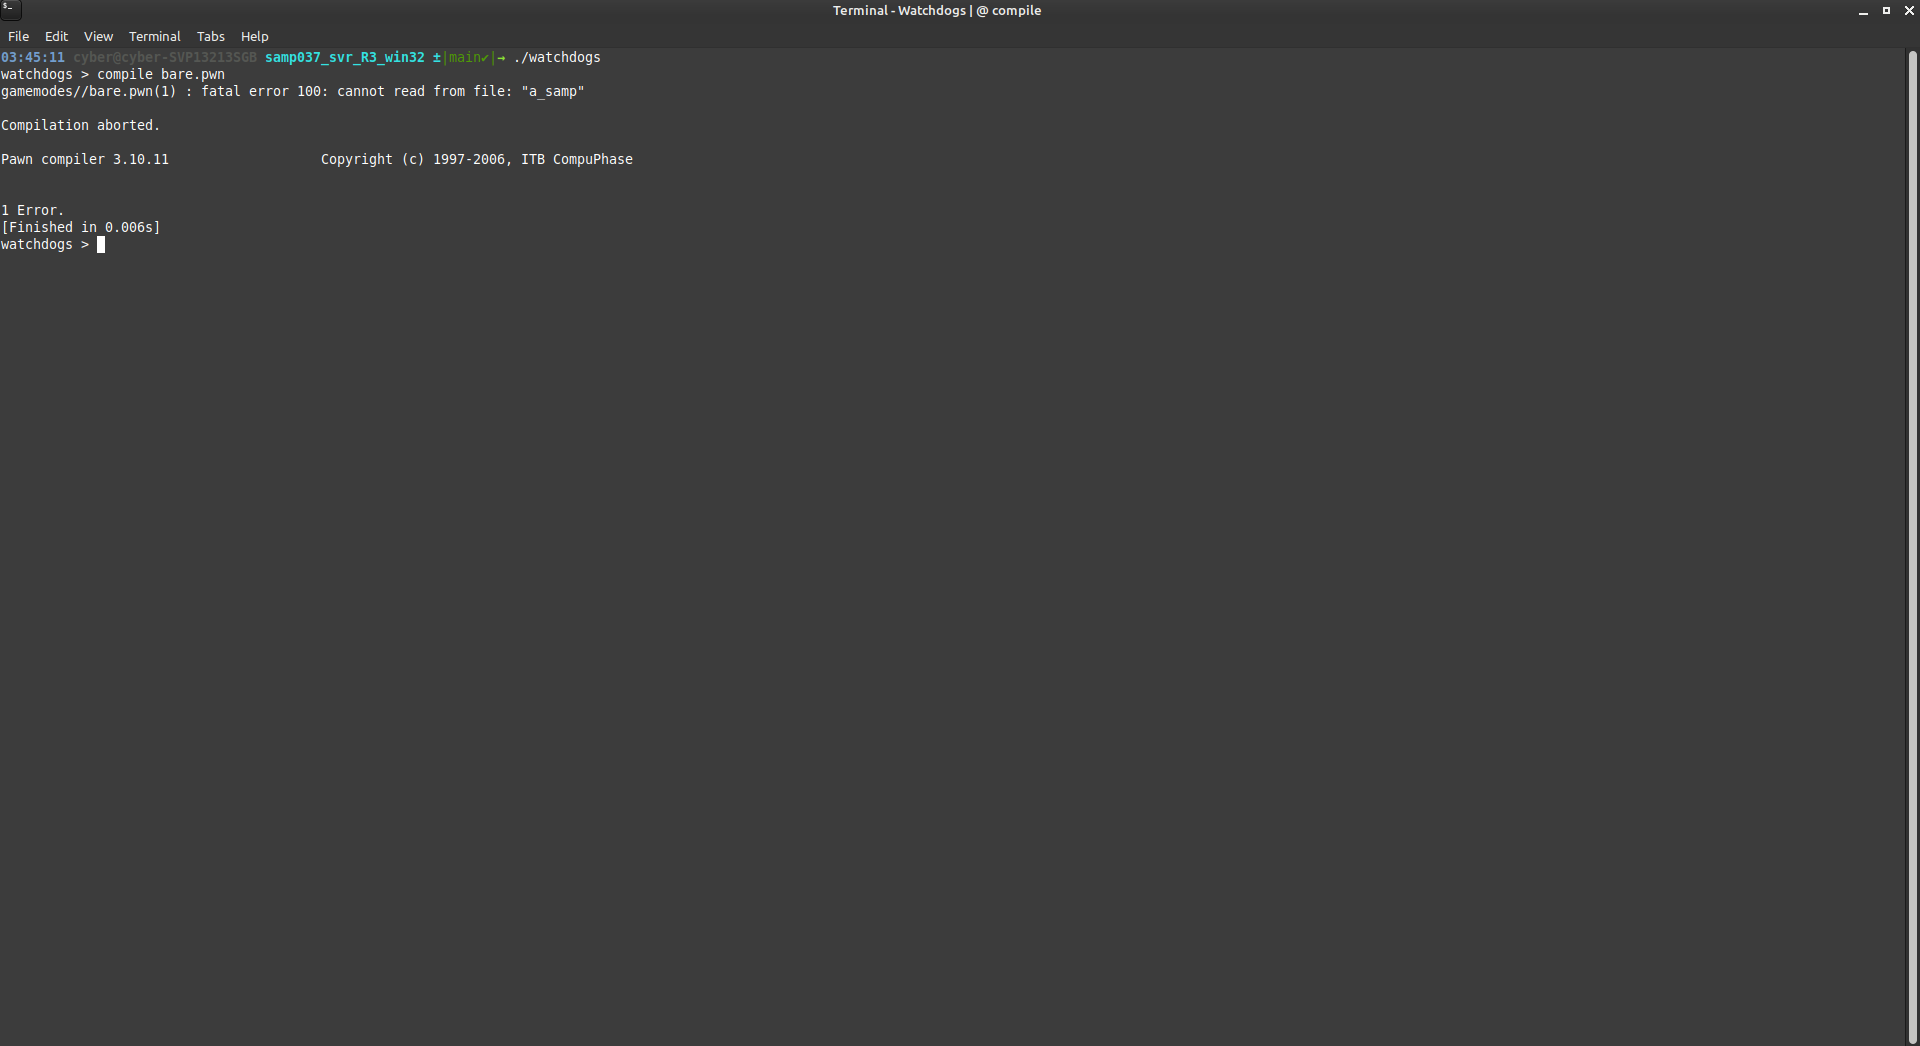 Terminal - Watchdogs | @ compile
File Edit View Terminal Tabs Help
03:45:11 cyber@cyber-SVP13213SGB samp037_svr_R3_win32 ±|main✔|→ ./watchdogs
watchdogs > compile bare.pwn
gamemodes//bare.pwn(1) : fatal error 100: cannot read from file: "a_samp"
Compilation aborted.
Pawn compiler 3.10.11 Copyright (c) 1997-2006, ITB CompuPhase
1 Error.
[Finished in 0.006s]
watchdogs >